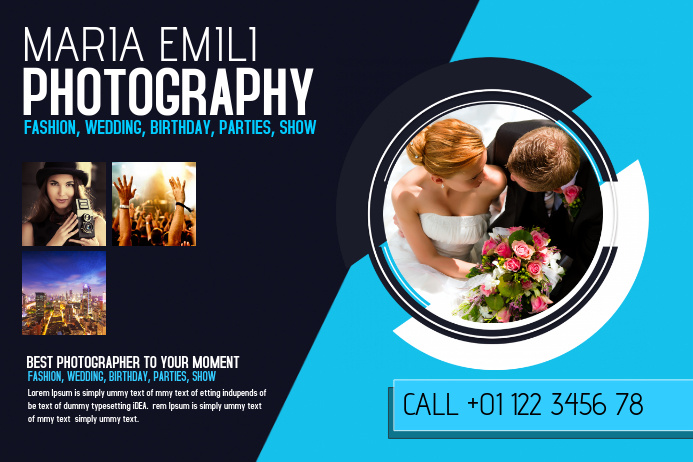 MARIA EMILI
PHOTOGRAPHY
FASHION, WEDDING, BIRTHDAY, PARTIES, SHOW
BEST PHOTOGRAPHER TO YOUR MOMENT
FASHION, WEDDING, BIRTHDAY, PARTIES, SHOW
Lorem Ipsum is simply ummy text of mmy text of etting indupends of
be text of dummy typesetting iDEA. rem Ipsum is simply ummy text
of mmy text simply ummy text.
CALL +01 122 3456 78